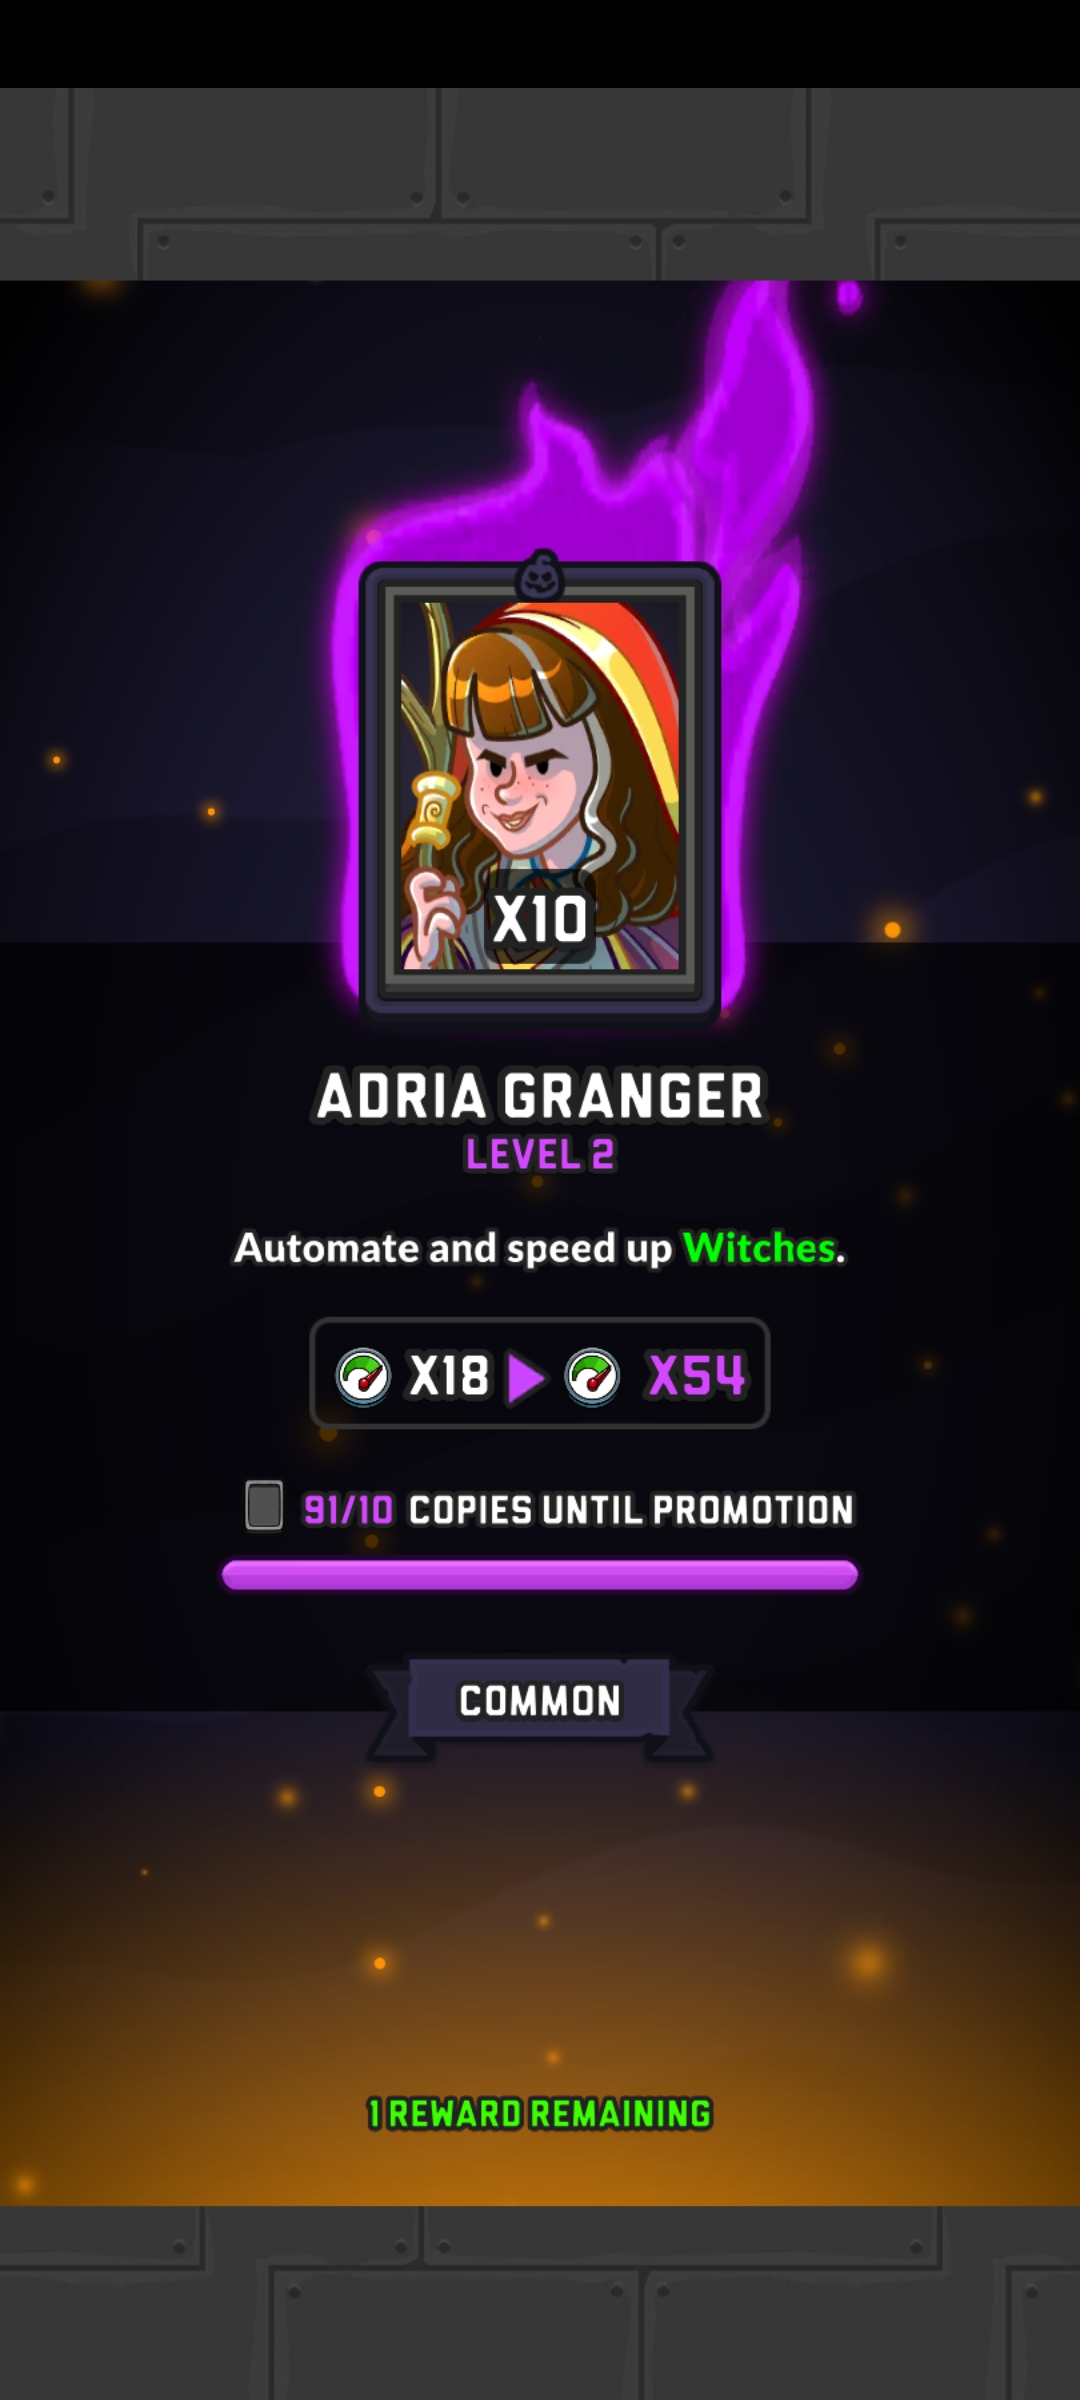 X10
ADRIA GRANGER
LEVEL 2
Automate and speed up Witches.
X18 X54
91/10 COPIES UNTIL PROMOTION
COMMON
1 REWARD REMAINING